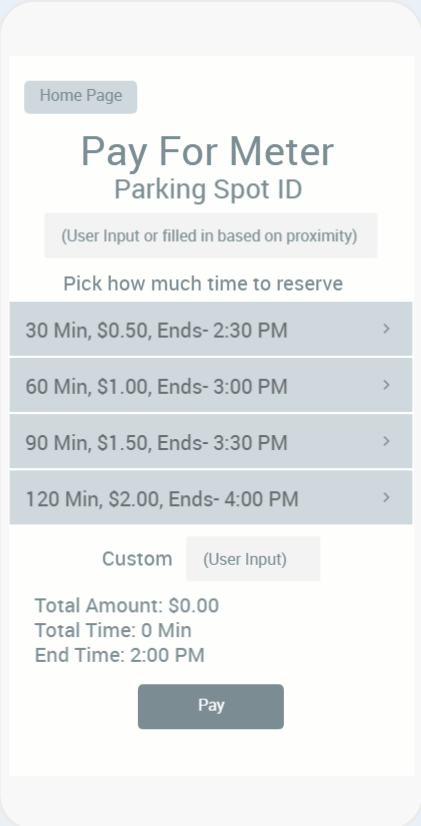 Home Page
Pay For Meter
Parking Spot ID
(User Input or filled in based on proximity)
Pick how much time to reserve
30 Min, $0.50, Ends- 2:30 PM
60 Min, $1.00, Ends- 3:00 PM
90 Min, $1.50, Ends- 3:30 PM
120 Min, $2.00, Ends- 4:00 PM
Custom (User Input)
Total Amount: $0.00
Total Time: 0 Min
End Time: 2:00 PM
Pay